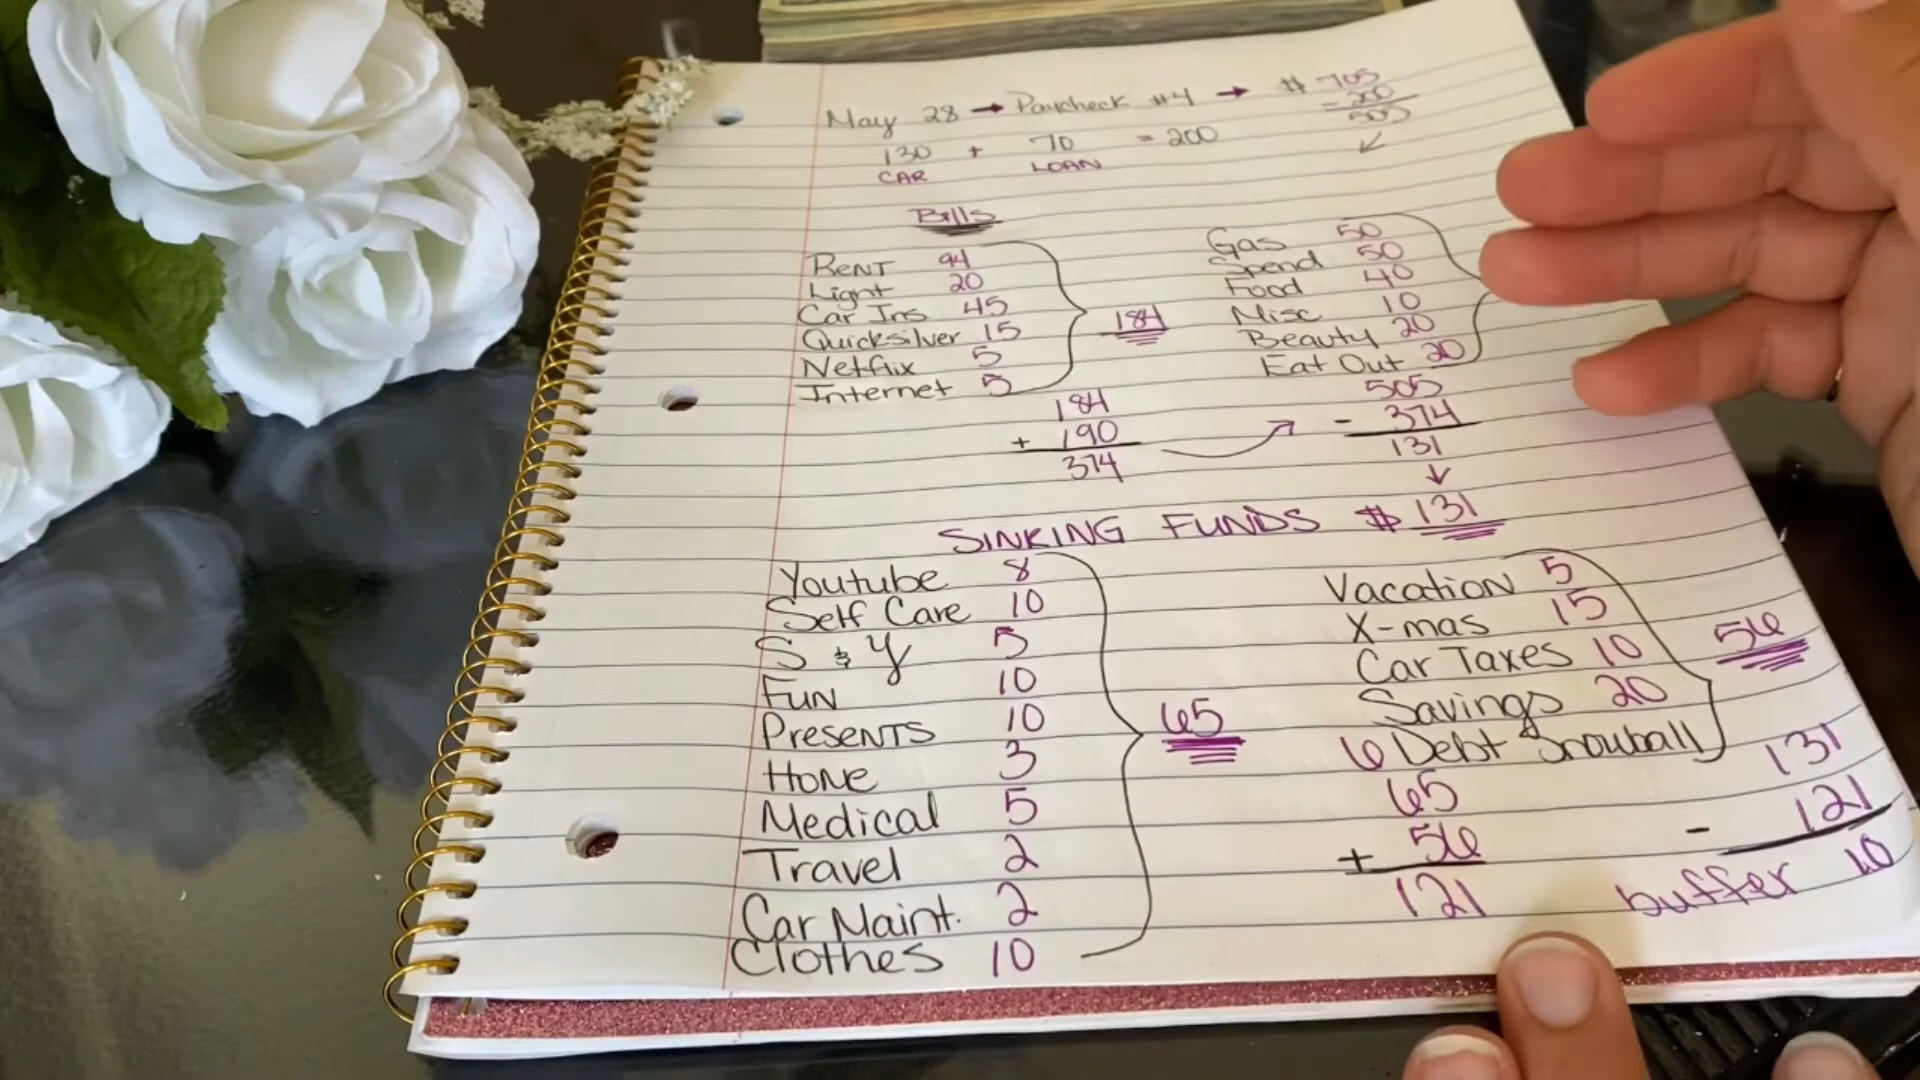 May 28 → Paycheck #4 → $ 705
- 200
505
130 + 70 = 200
CAR LOAN
Bills
RENT 94
Light 20
Car Ins 45
Quicksilver 15
Netflix 5
Internet 5
184
Gas 50
Spend 50
Food 40
Misc 10
Beauty 20
Eat Out 20
184
+ 190
374
505
- 374
131
SINKING FUNDS $ 131
Youtube 8
Self Care 10
S & Y 5
FUN 10
PRESENTS 10
HOME 3
Medical 5
Travel 2
Car Maint. 2
Clothes 10
65
Vacation 5
X-mas 15
Car Taxes 10
Savings 20
6 Debt Snowball
56
65
+ 56
121
131
- 121
buffer 10